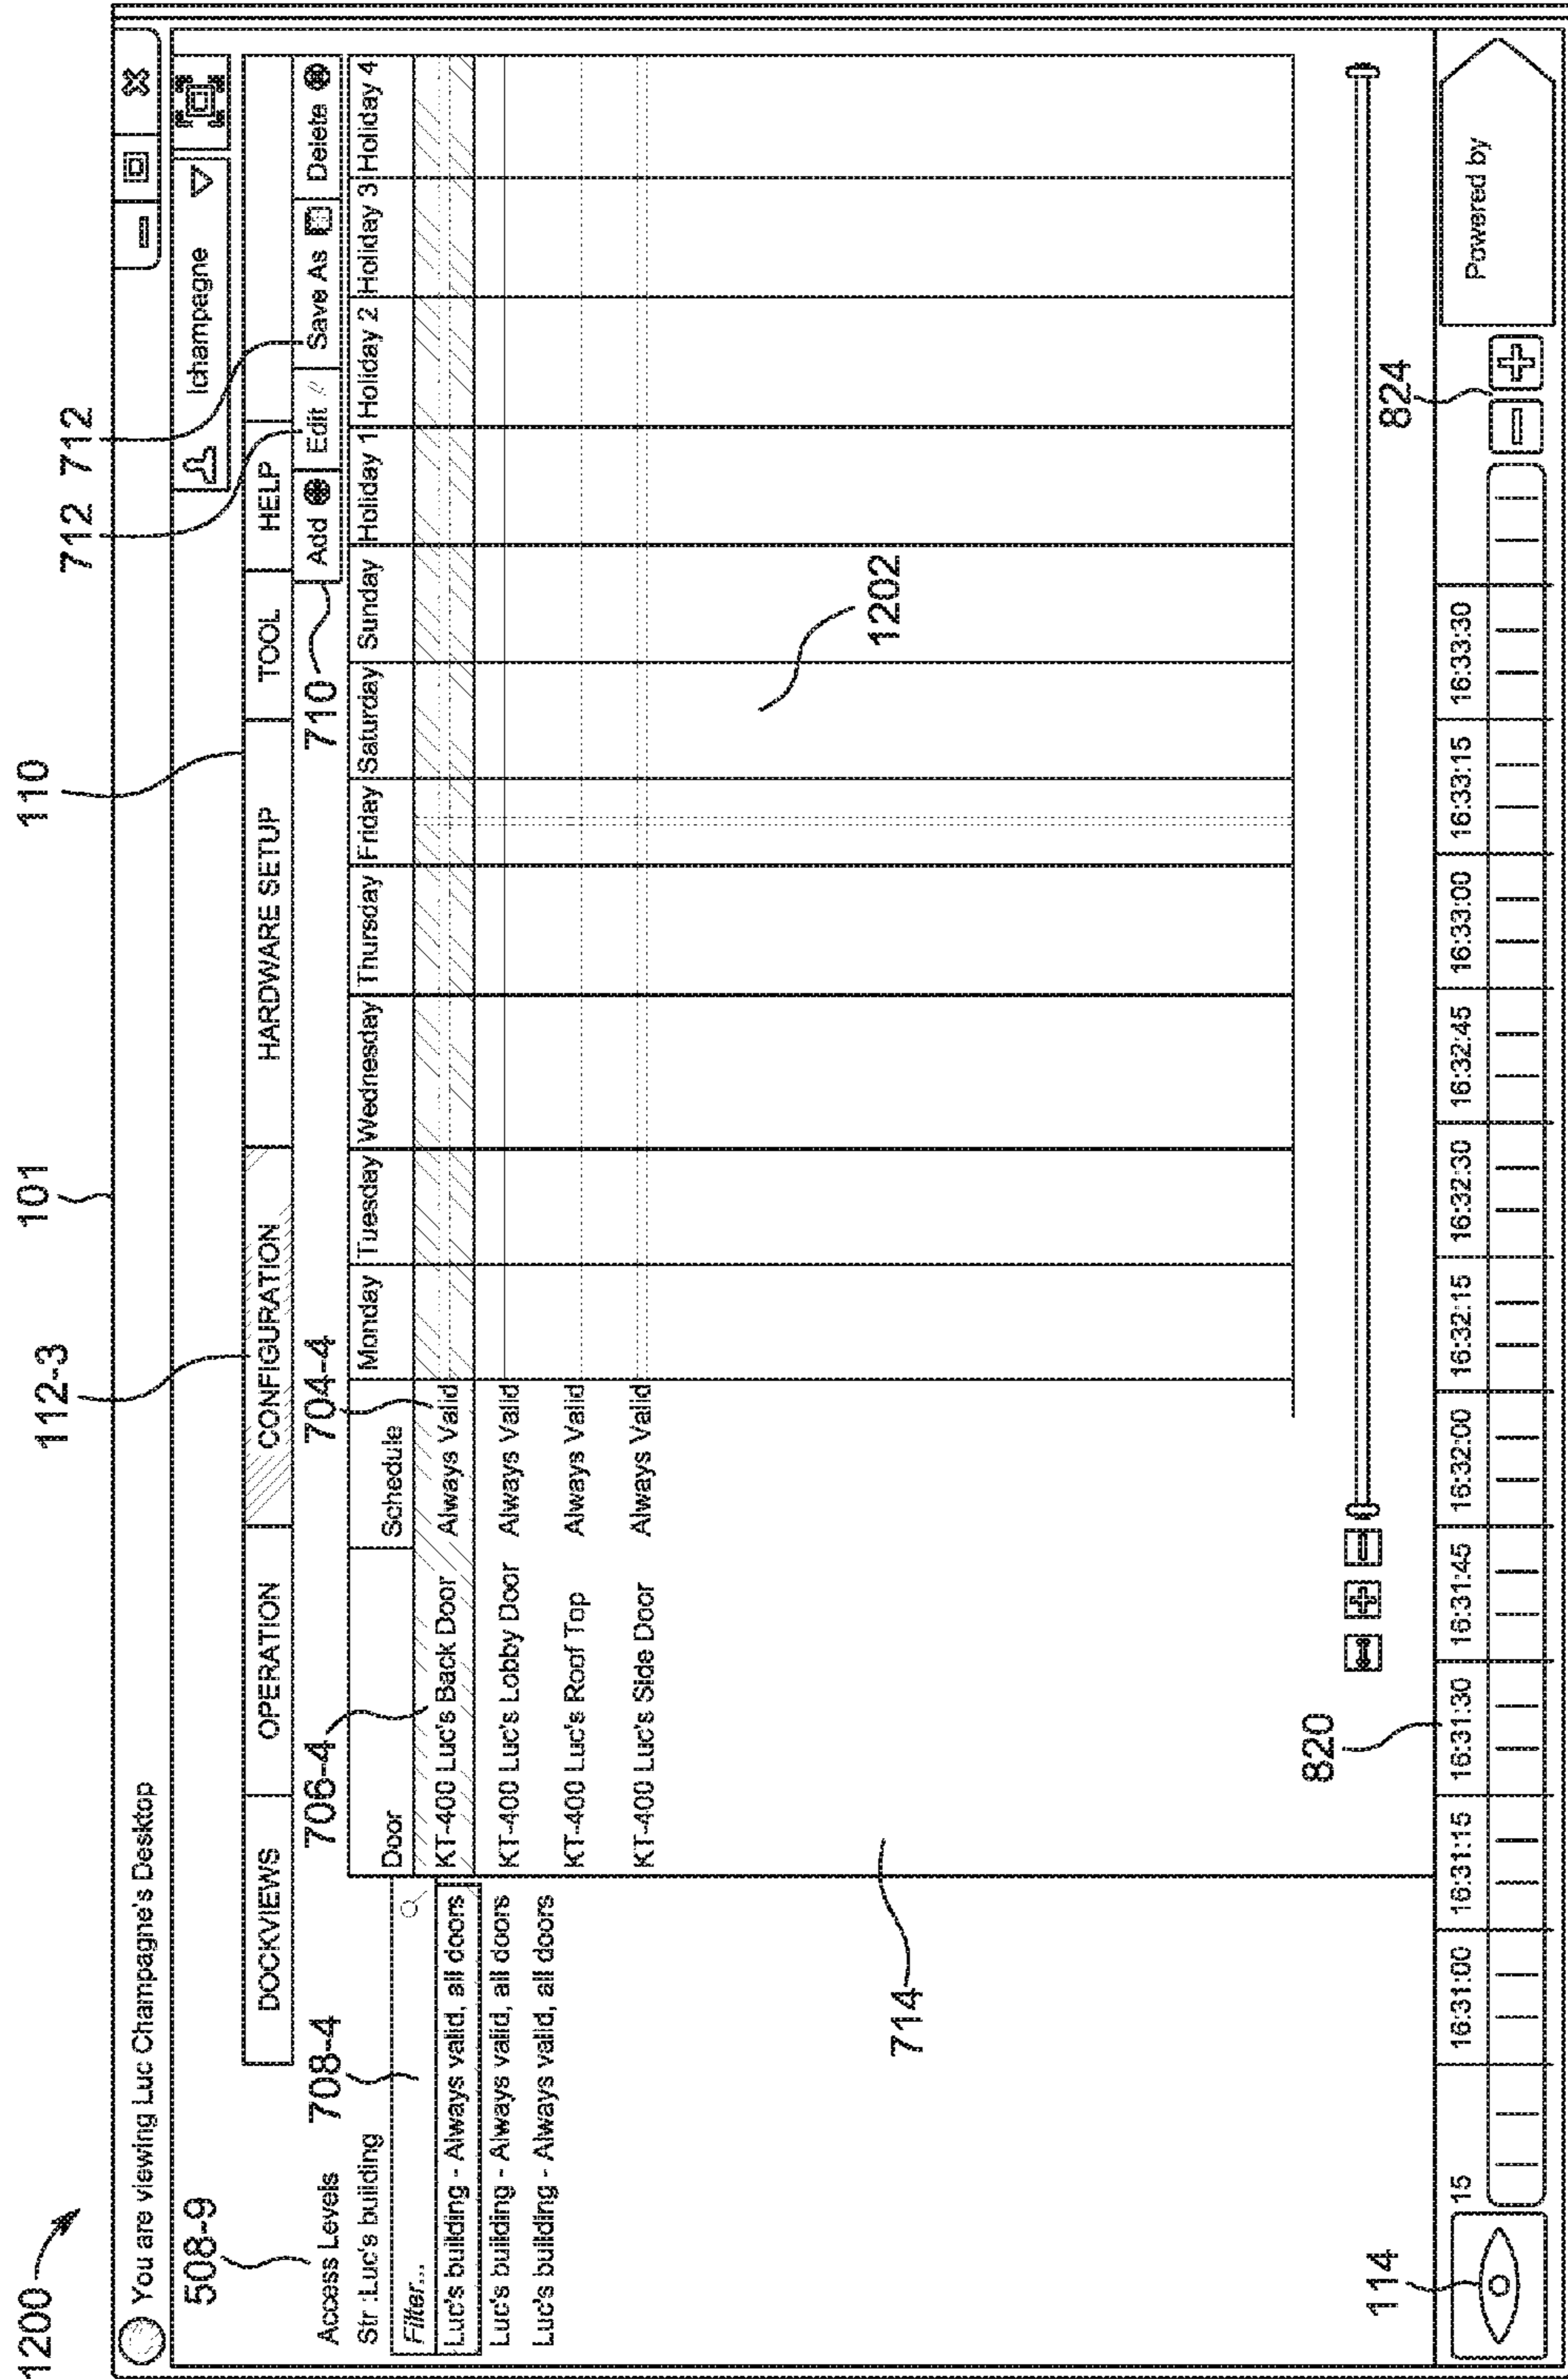 1200
101
110
112-3
712 712
You are viewing Luc Champagne's Desktop
508-9
lchampagne
DOCKVIEWS OPERATION CONFIGURATION HARDWARE SETUP TOOL HELP
Access Levels
708-4
706-4
704-4
710
Add Edit Save As Delete
Str :Luc's building
Door Schedule Monday Tuesday Wednesday Thursday Friday Saturday Sunday Holiday 1 Holiday 2 Holiday 3 Holiday 4
Filter...
Luc's building - Always valid, all doors KT-400 Luc's Back Door Always Valid
Luc's building - Always valid, all doors KT-400 Luc's Lobby Door Always Valid
Luc's building - Always valid, all doors KT-400 Luc's Roof Top Always Valid
KT-400 Luc's Side Door Always Valid
1202
714
820
824
114
15 16:31:00 16:31:15 16:31:30 16:31:45 16:32:00 16:32:15 16:32:30 16:32:45 16:33:00 16:33:15 16:33:30
Powered by